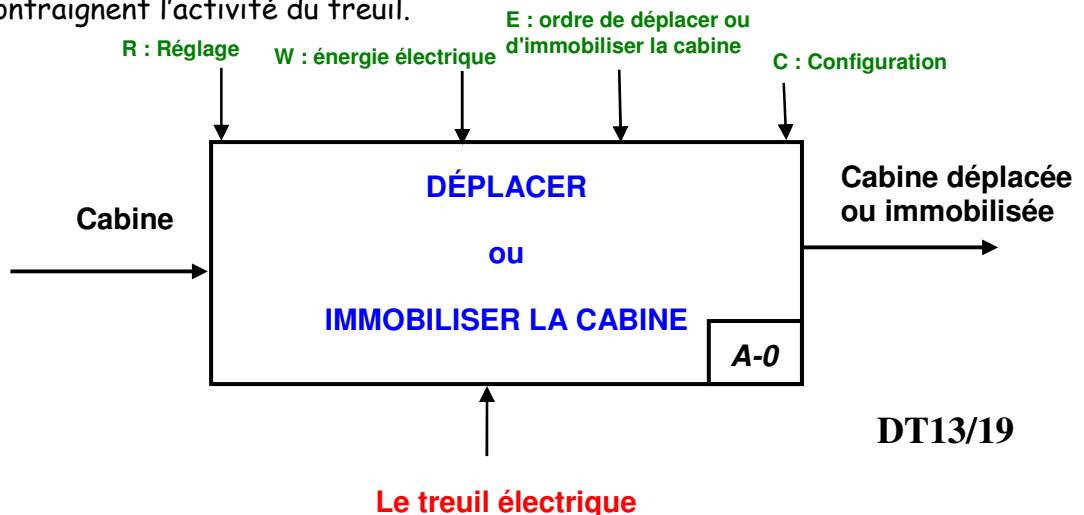 ontraignent l'activité du treuil.
R : Réglage
W : énergie électrique
E : ordre de déplacer ou
d'immobiliser la cabine
C : Configuration
Cabine
DÉPLACER
ou
IMMOBILISER LA CABINE
A-0
Cabine déplacée
ou immobilisée
DT13/19
Le treuil électrique